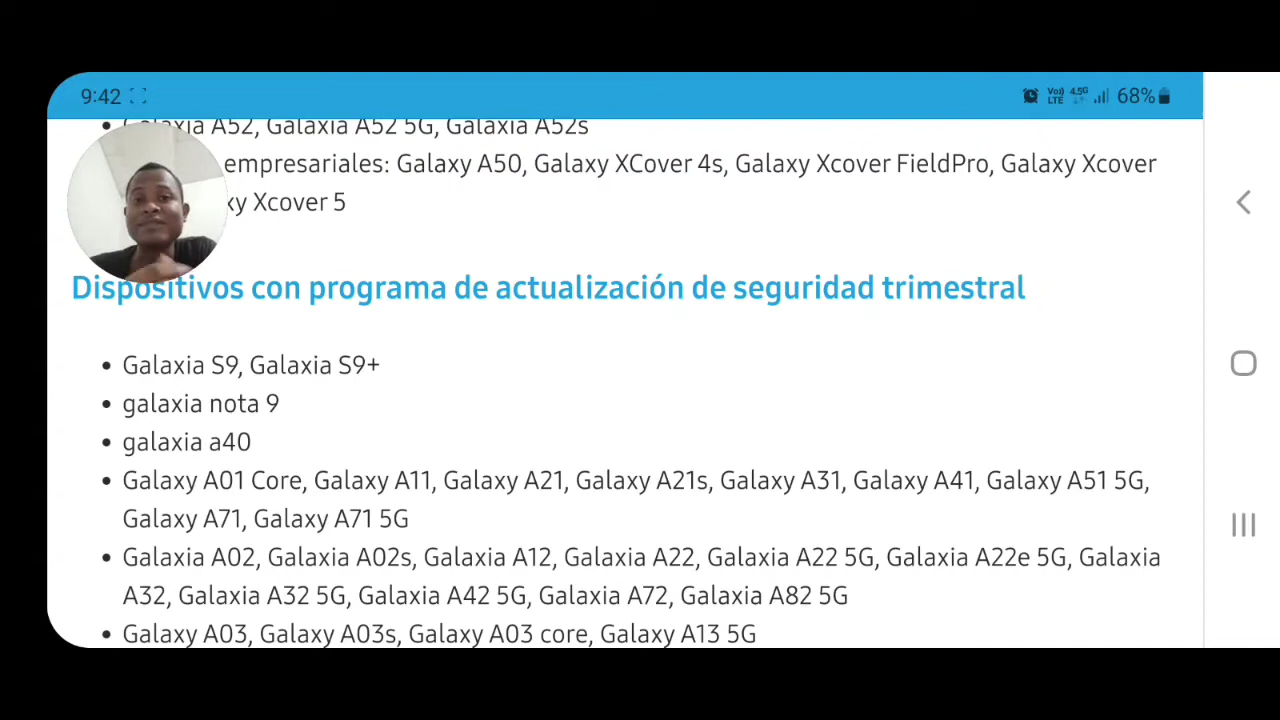 9:42 Vo)) LTE 4.5G 68%
Galaxia A52, Galaxia A52 5G, Galaxia A52s
empresariales: Galaxy A50, Galaxy XCover 4s, Galaxy Xcover FieldPro, Galaxy Xcover
xy Xcover 5
Dispositivos con programa de actualización de seguridad trimestral
Galaxia S9, Galaxia S9+
galaxia nota 9
galaxia a40
Galaxy A01 Core, Galaxy A11, Galaxy A21, Galaxy A21s, Galaxy A31, Galaxy A41, Galaxy A51 5G,
Galaxy A71, Galaxy A71 5G
Galaxia A02, Galaxia A02s, Galaxia A12, Galaxia A22, Galaxia A22 5G, Galaxia A22e 5G, Galaxia
A32, Galaxia A32 5G, Galaxia A42 5G, Galaxia A72, Galaxia A82 5G
Galaxy A03, Galaxy A03s, Galaxy A03 core, Galaxy A13 5G